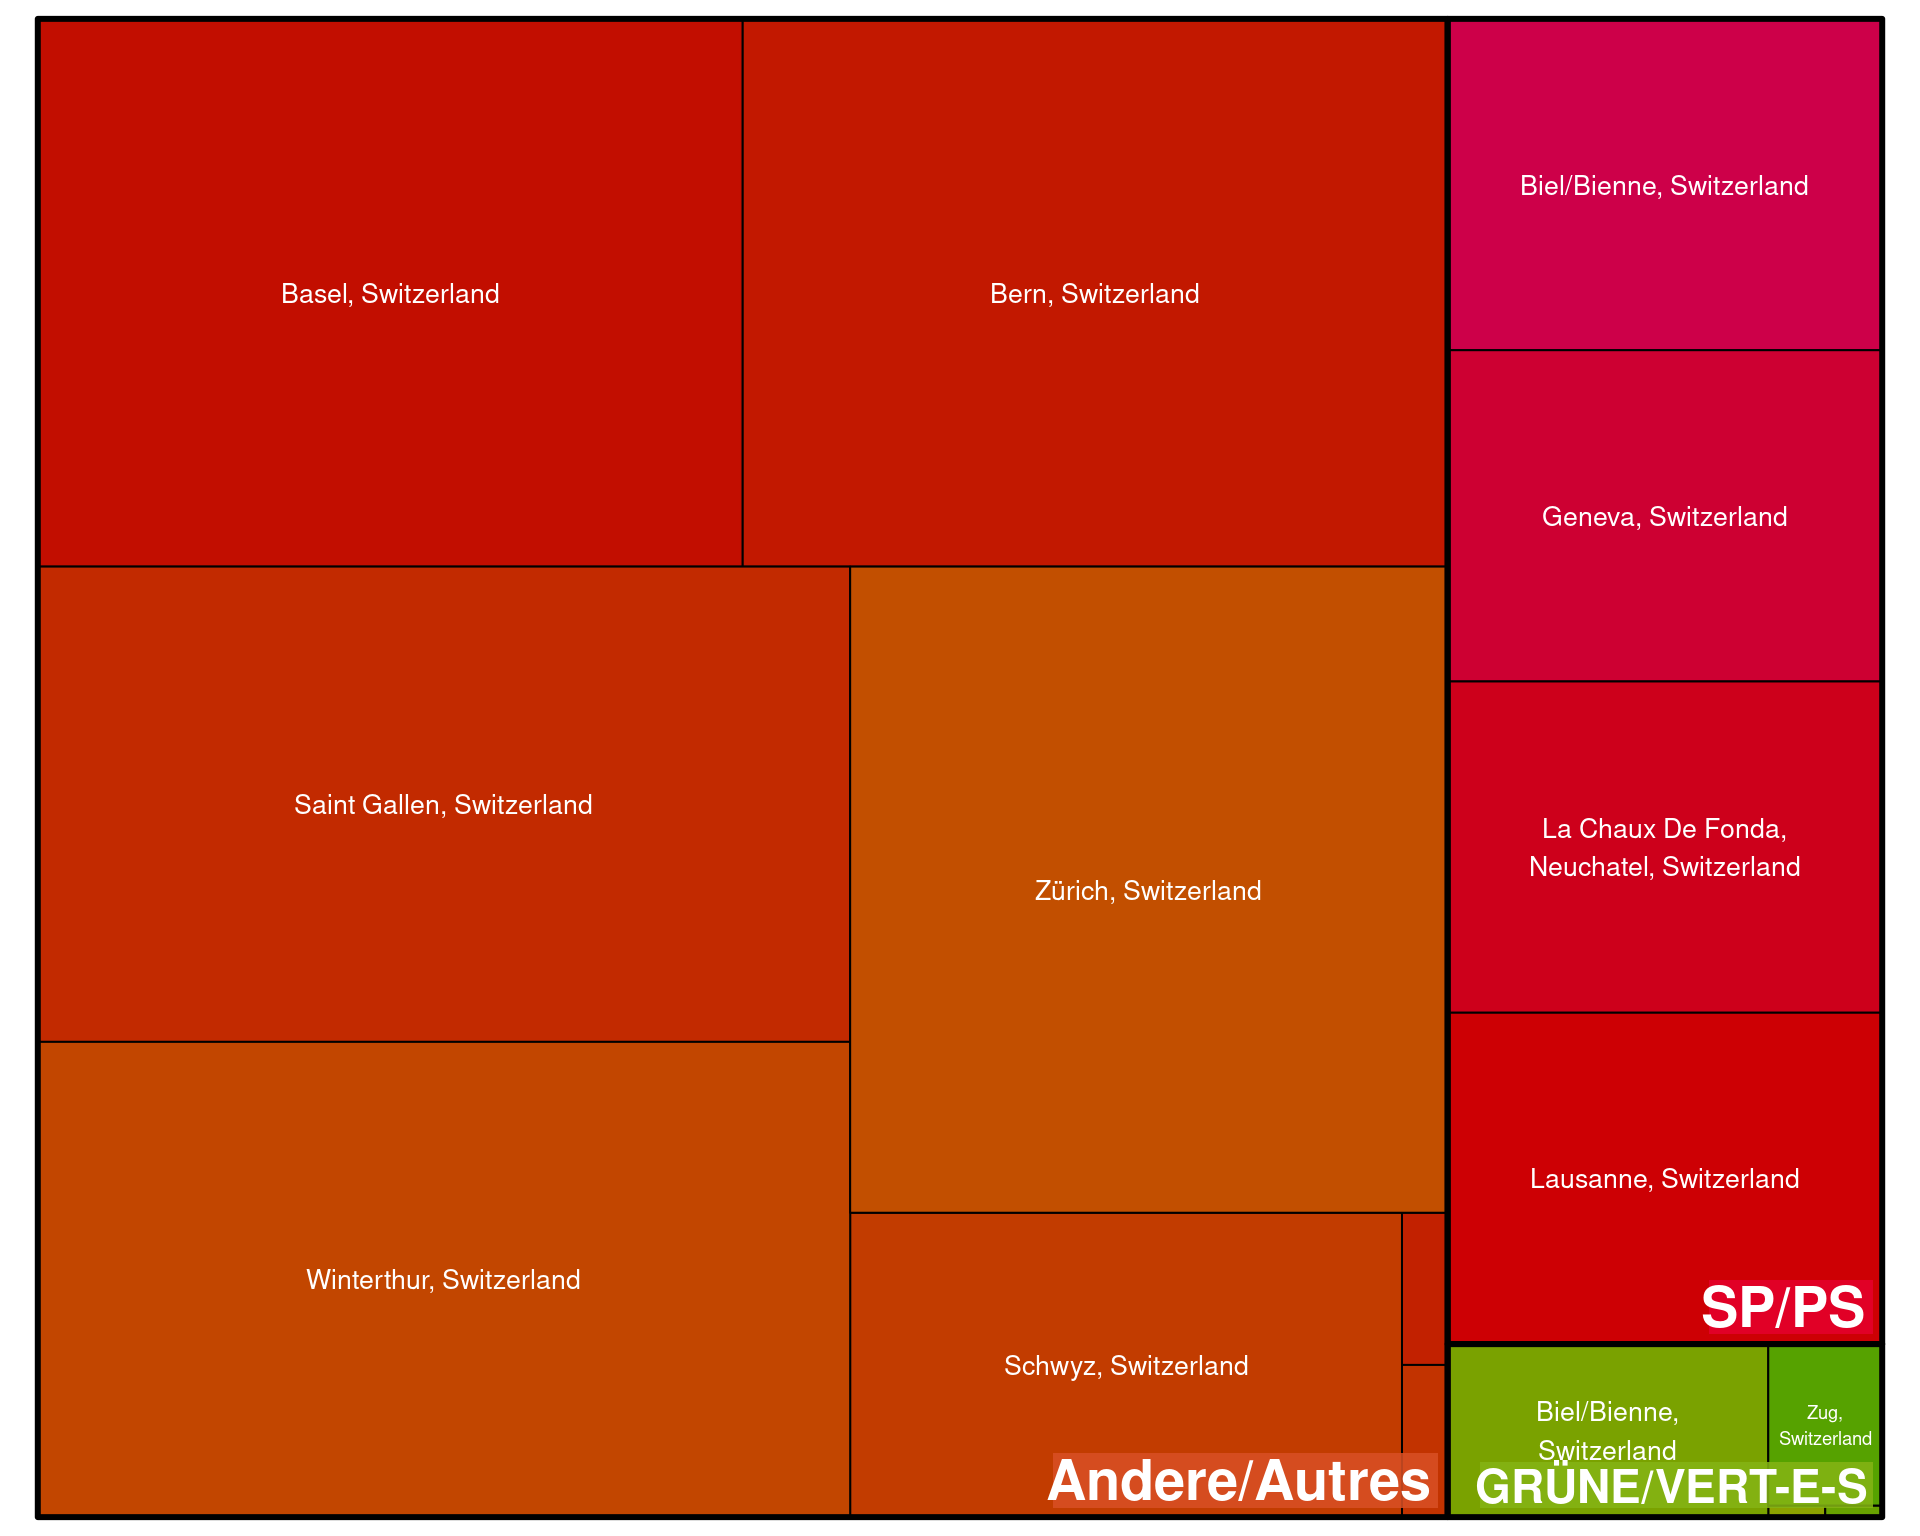 Basel, Switzerland
Bern, Switzerland
Biel/Bienne, Switzerland
Geneva, Switzerland
Saint Gallen, Switzerland
Zürich, Switzerland
La Chaux De Fonda,
Neuchatel, Switzerland
Lausanne, Switzerland
SP/PS
Winterthur, Switzerland
Schwyz, Switzerland
Andere/Autres
Biel/Bienne,
Switzerland
Zug,
Switzerland
GRÜNE/VERT-E-S